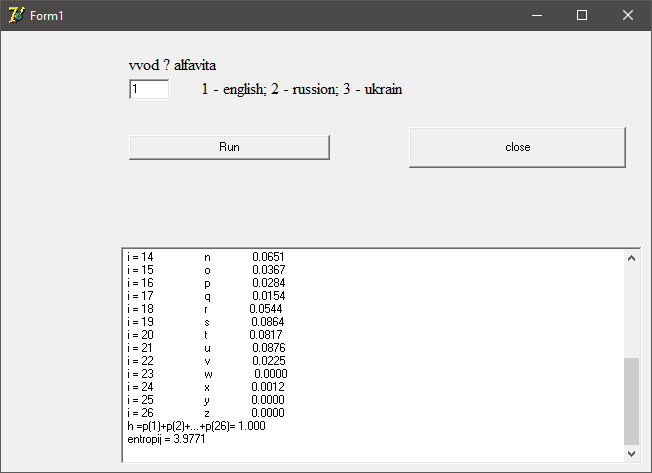 Form1
vvod ? alfavita
1
1 - english; 2 - russion; 3 - ukrain
Run
close
i = 14 n 0.0651
i = 15 o 0.0367
i = 16 p 0.0284
i = 17 q 0.0154
i = 18 r 0.0544
i = 19 s 0.0864
i = 20 t 0.0817
i = 21 u 0.0876
i = 22 v 0.0225
i = 23 w 0.0000
i = 24 x 0.0012
i = 25 y 0.0000
i = 26 z 0.0000
h =p(1)+p(2)+...+p(26)= 1.000
entropij = 3.9771